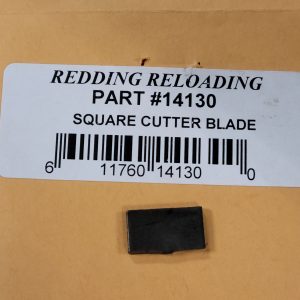 REDDING RELOADING
PART #14130
SQUARE CUTTER BLADE
6 11760 14130 0